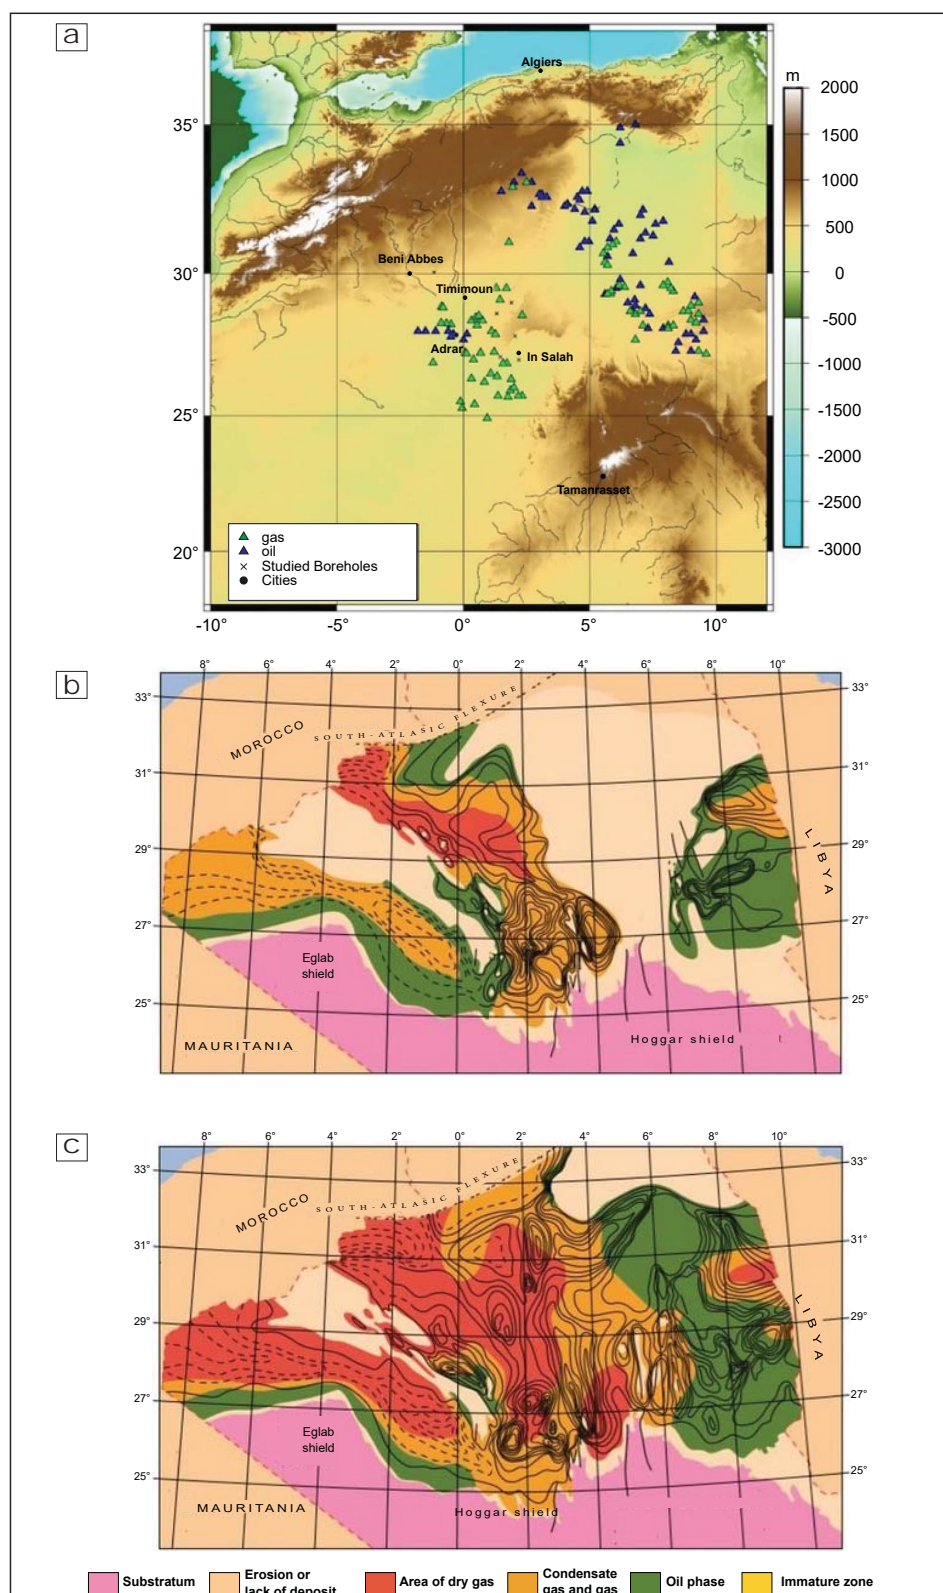 a
Algiers
m
2000
35°
1500
1000
500
Beni Abbes
30°
0
Timimoun
-500
Adrar
In Salah
-1000
25°
-1500
-2000
Tamanrasset
-2500
gas
oil
20°
-3000
Studied Boreholes
Cities
-10° -5° 0° 5° 10°
b
8° 6° 4° 2° 0° 2° 4° 6° 8° 10°
33° 33°
MOROCCO
SOUTH-ATLASIC FLEXURE
31° 31°
29° 29°
LIBYA
27° 27°
Eglab
shield
25° 25°
MAURITANIA
Hoggar shield
c
8° 6° 4° 2° 0° 2° 4° 6° 8° 10°
33° 33°
MOROCCO
SOUTH-ATLASIC FLEXURE
31° 31°
29° 29°
LIBYA
27° 27°
Eglab
shield
25° 25°
MAURITANIA
Hoggar shield
Substratum
Erosion or
lack of deposit
Area of dry gas
Condensate
gas and gas
Oil phase
Immature zone